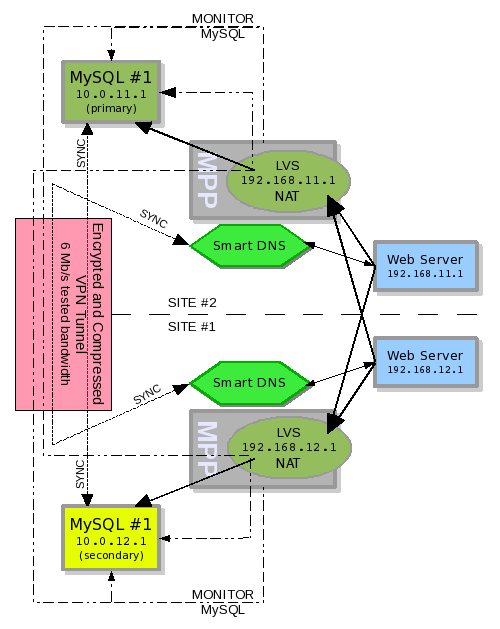 MONITOR
MySQL
MySQL #1
10.0.11.1
(primary)
SYNC
MPP
LVS
192.168.11.1
NAT
SYNC
Smart DNS
Web Server
192.168.11.1
Encrypted and Compressed
VPN Tunnel
6 Mb/s tested bandwidth
SITE #2
SITE #1
Web Server
192.168.12.1
Smart DNS
SYNC
MPP
LVS
192.168.12.1
NAT
SYNC
MySQL #1
10.0.12.1
(secondary)
MONITOR
MySQL